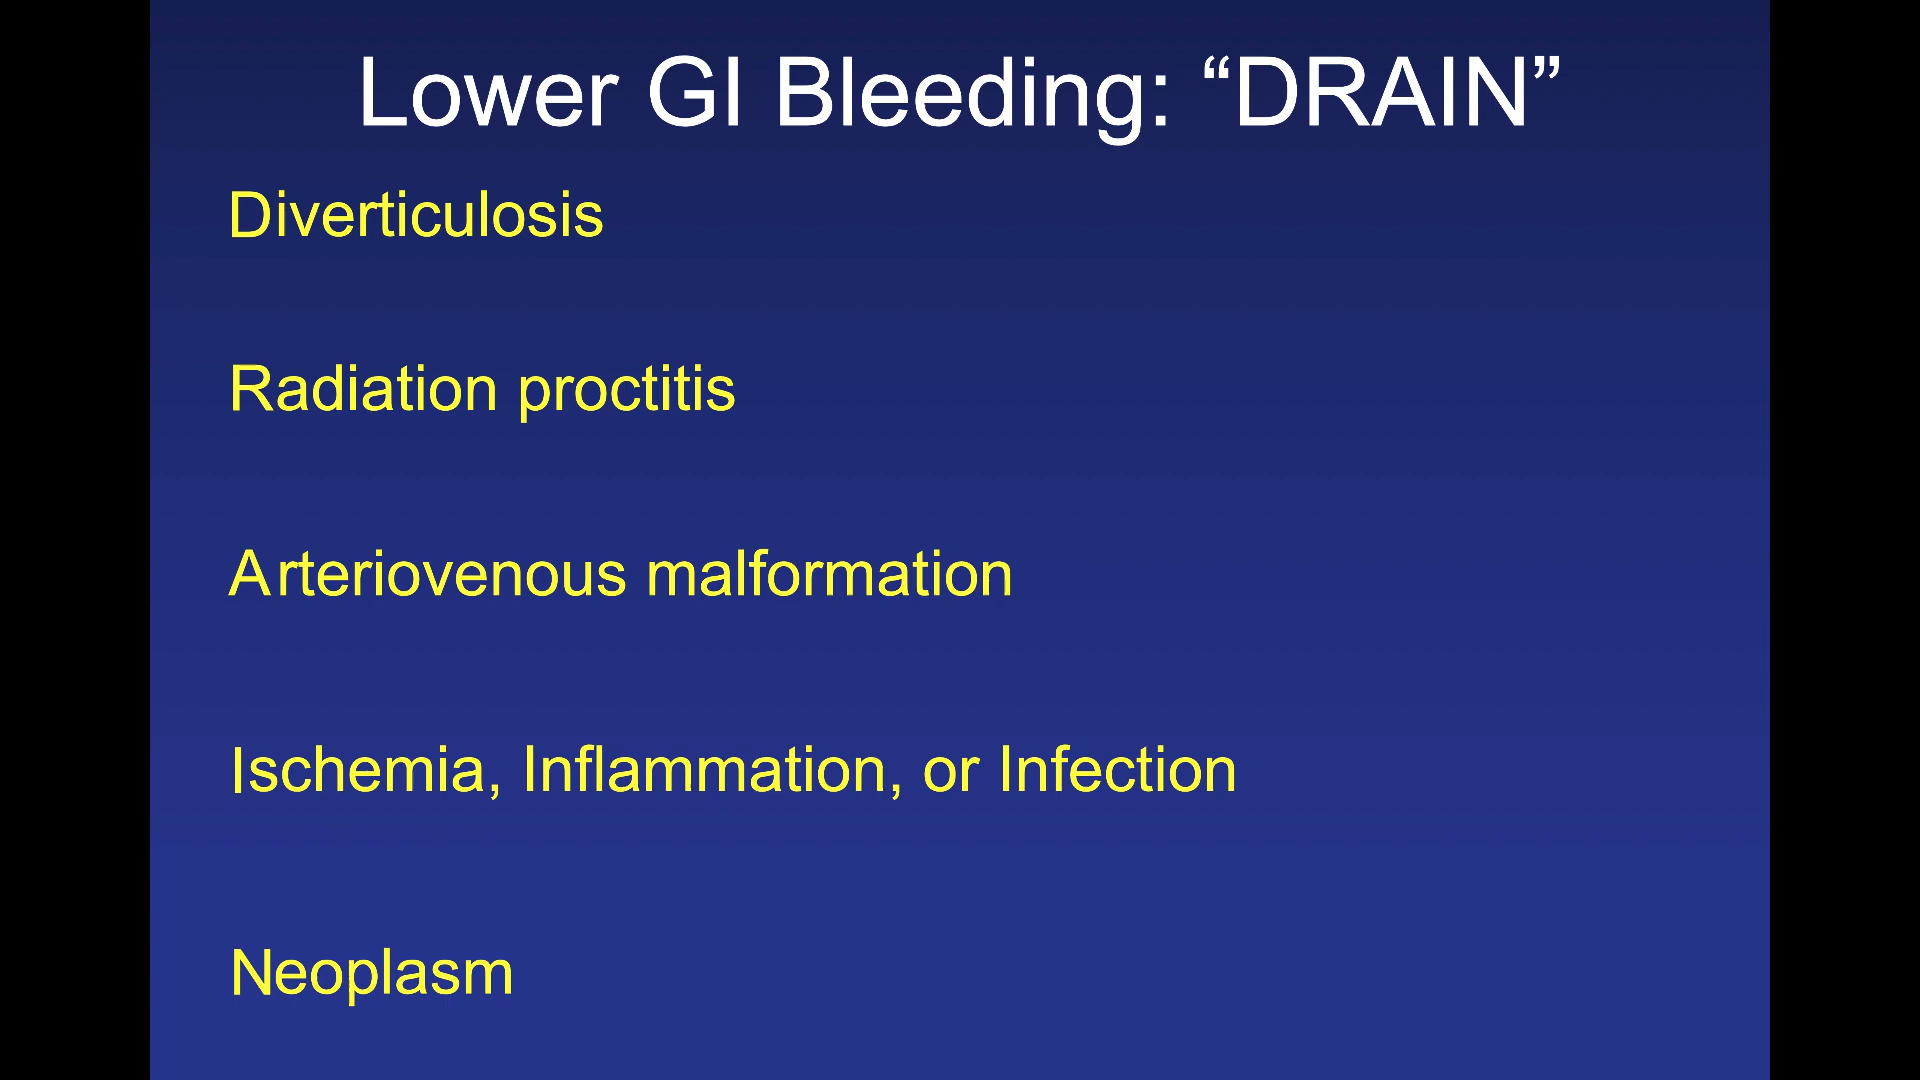 Lower GI Bleeding: “DRAIN”
Diverticulosis
Radiation proctitis
Arteriovenous malformation
Ischemia, Inflammation, or Infection
Neoplasm